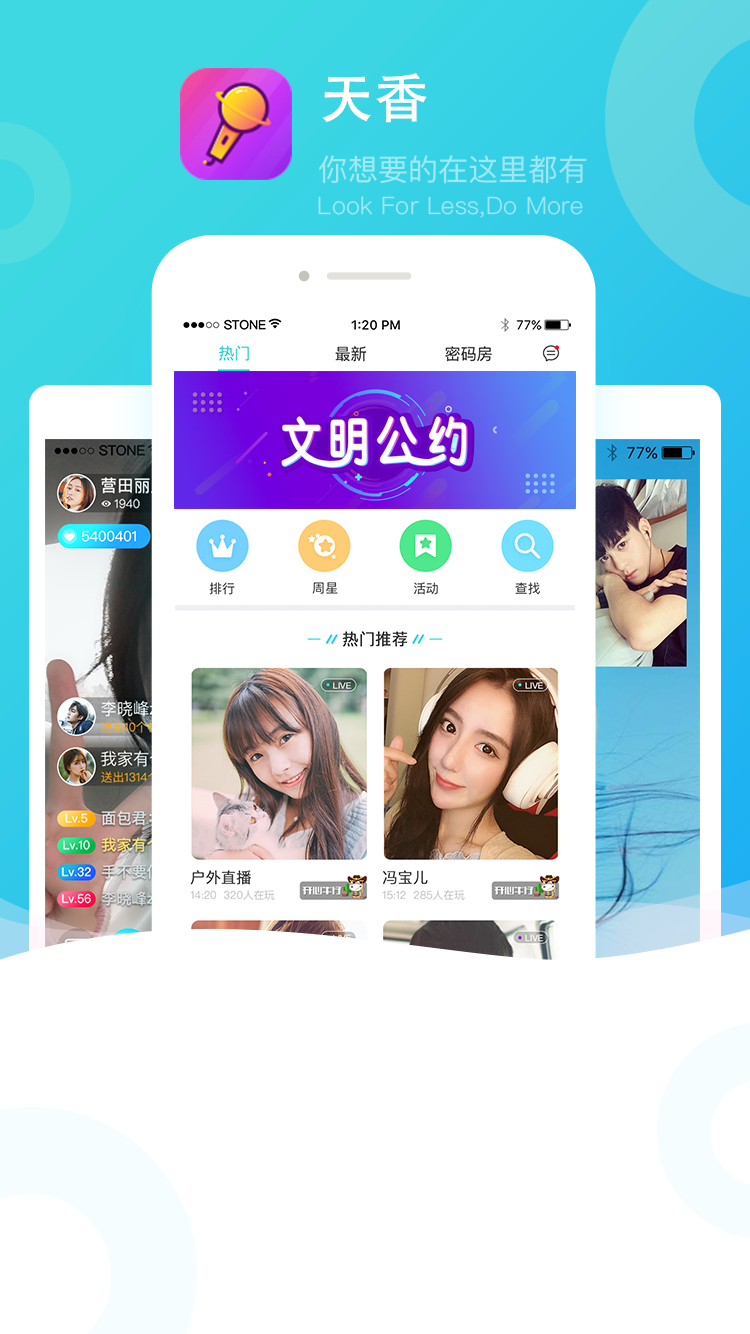 天香
你想要的在这里都有
Look For Less,Do More
STONE
1:20 PM
77%
热门
最新
密码房
文明公约
排行
周星
活动
查找
热门推荐
LIVE
LIVE
户外直播
14:20 320人在玩
开心牛仔
冯宝儿
15:12 285人在玩
开心牛仔
LIVE
STONE
营田丽
1940
5400401
李晓峰
送出10个
我家有
送出1314个
Lv.5 面包君:
Lv.10 我家有
Lv.32 手不要
Lv.56 李晓峰
77%